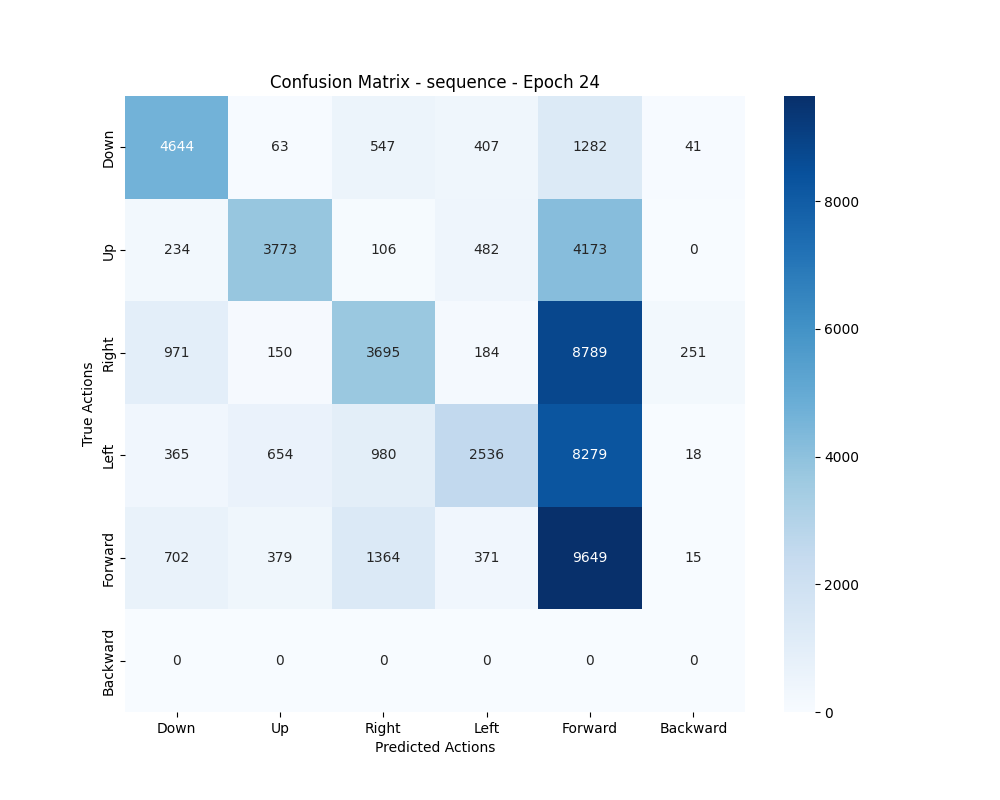 Confusion Matrix - sequence - Epoch 24
True Actions
Down 4644 63 547 407 1282 41
Up 234 3773 106 482 4173 0
Right 971 150 3695 184 8789 251
Left 365 654 980 2536 8279 18
Forward 702 379 1364 371 9649 15
Backward 0 0 0 0 0 0
Down Up Right Left Forward Backward
Predicted Actions
8000
6000
4000
2000
0